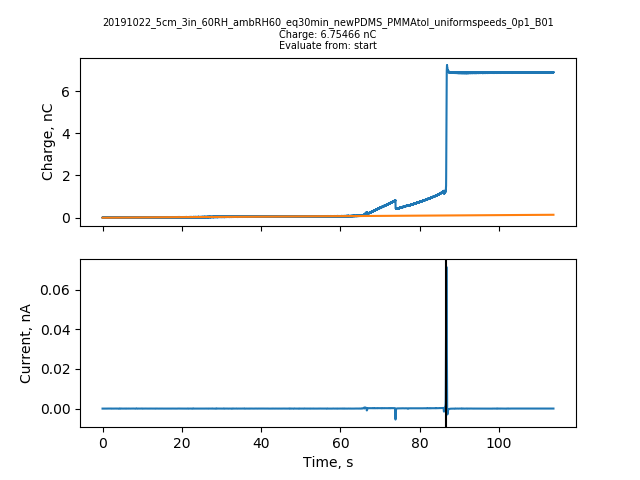 20191022_5cm_3in_60RH_ambRH60_eq30min_newPDMS_PMMAtol_uniformspeeds_0p1_B01
Charge: 6.75466 nC
Evaluate from: start
Charge, nC
6
4
2
0
Current, nA
0.06
0.04
0.02
0.00
0 20 40 60 80 100
Time, s